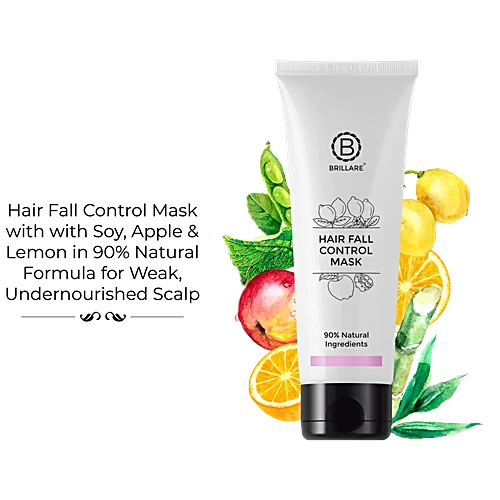 Hair Fall Control Mask
with with Soy, Apple &
Lemon in 90% Natural
Formula for Weak,
Undernourished Scalp
B
BRILLARE®
HAIR FALL
CONTROL
MASK
90% Natural
Ingredients